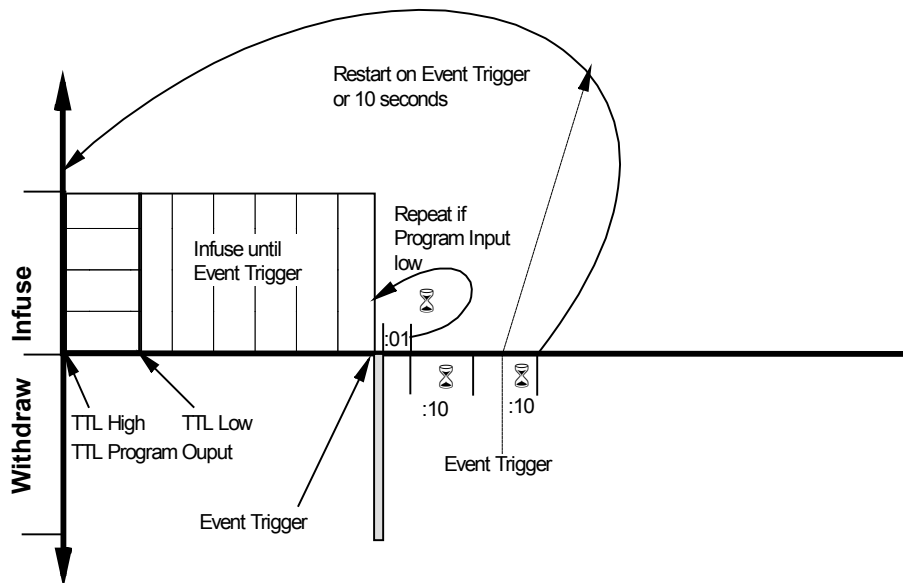 Restart on Event Trigger
or 10 seconds
Repeat if
Program Input
low
Infuse until
Event Trigger
Infuse
:01
Withdraw
:10
:10
TTL High
TTL Low
TTL Program Ouput
Event Trigger
Event Trigger